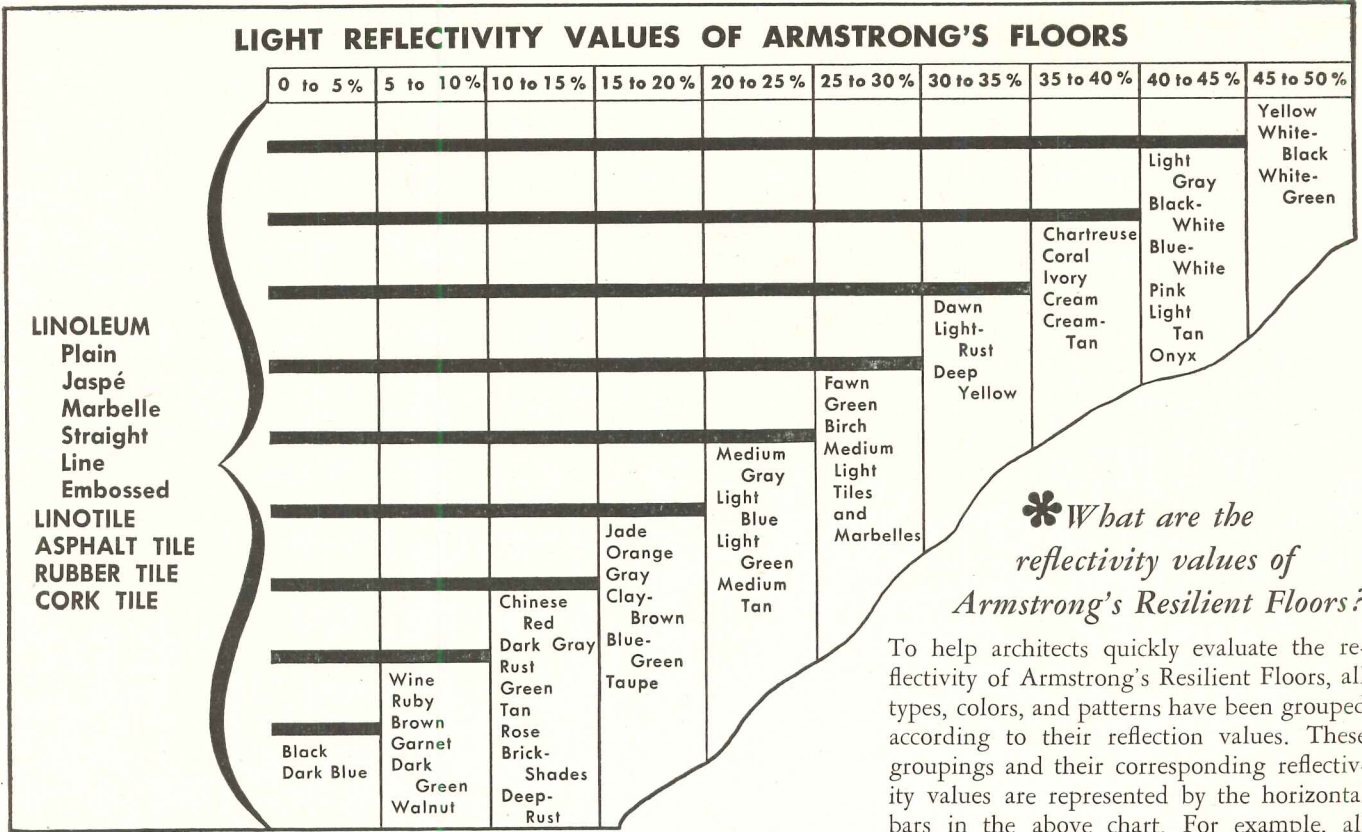 LIGHT REFLECTIVITY VALUES OF ARMSTRONG'S FLOORS
0 to 5% 5 to 10% 10 to 15% 15 to 20% 20 to 25% 25 to 30% 30 to 35% 35 to 40% 40 to 45% 45 to 50%
LINOLEUM
Plain
Jaspé
Marbelle
Straight
Line
Embossed
LINOTILE
ASPHALT TILE
RUBBER TILE
CORK TILE
Black
Dark Blue
Wine
Ruby
Brown
Garnet
Dark
Green
Walnut
Chinese
Red
Dark Gray
Rust
Green
Tan
Rose
Brick-
Shades
Deep-
Rust
Jade
Orange
Gray
Clay-
Brown
Blue-
Green
Taupe
Medium
Gray
Light
Blue
Light
Green
Medium
Tan
Fawn
Green
Birch
Medium
Light
Tiles
and
Marbelles
Dawn
Light-
Rust
Deep
Yellow
Chartreuse
Coral
Ivory
Cream
Cream-
Tan
Light
Gray
Black-
White
Blue-
White
Pink
Light
Tan
Onyx
Yellow
White-
Black
White-
Green
*What are the
reflectivity values of
Armstrong's Resilient Floors?
To help architects quickly evaluate the re-
flectivity of Armstrong's Resilient Floors, all
types, colors, and patterns have been grouped
according to their reflection values. These
groupings and their corresponding reflectiv-
ity values are represented by the horizontal
bars in the above chart. For example, all